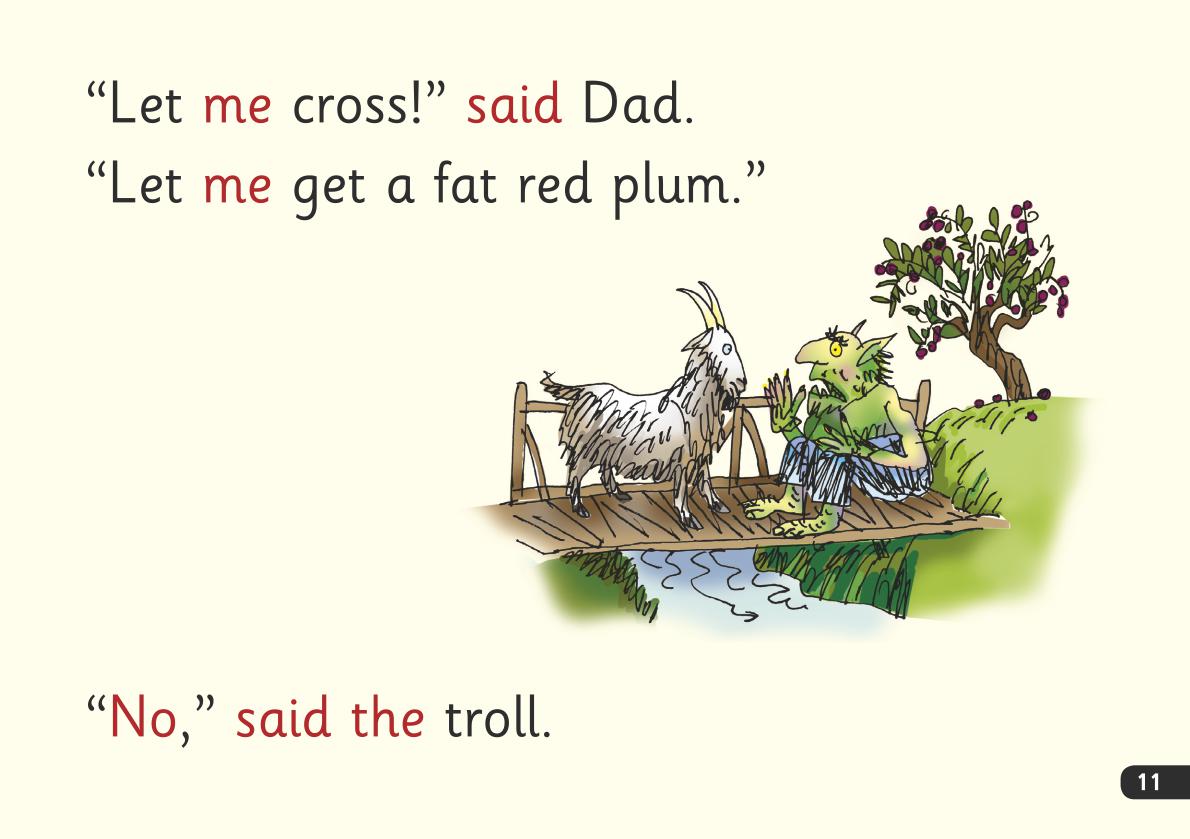 “Let me cross!” said Dad.
“Let me get a fat red plum.”
“No,” said the troll.
11